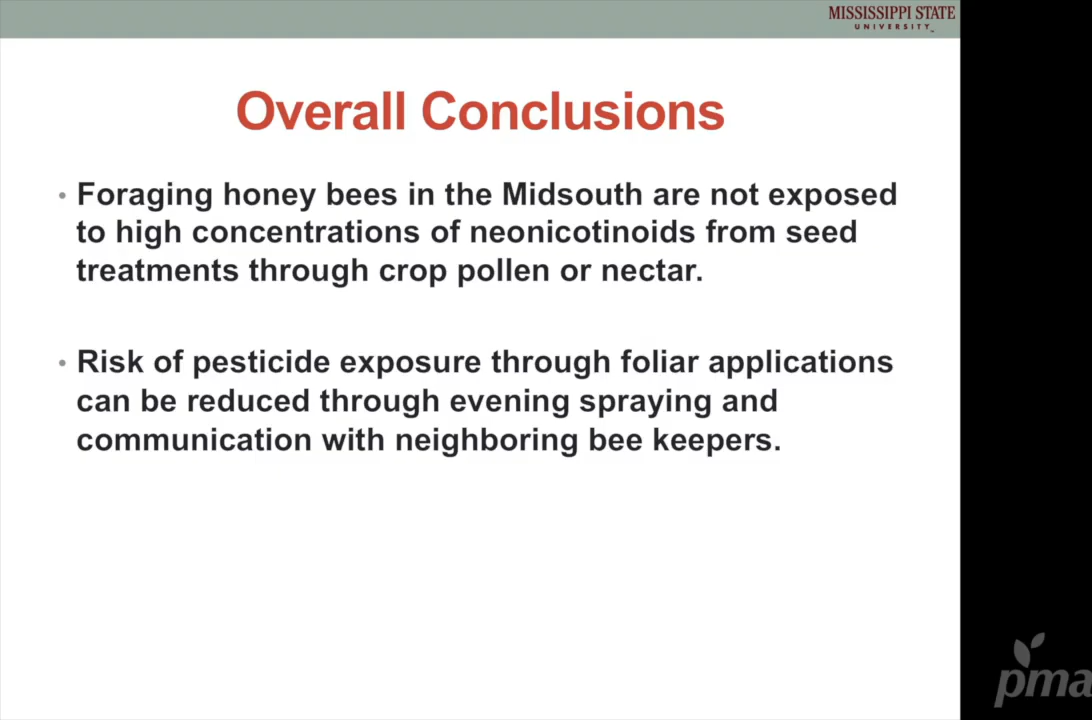 MISSISSIPPI STATE
UNIVERSITY™
Overall Conclusions
• Foraging honey bees in the Midsouth are not exposed
to high concentrations of neonicotinoids from seed
treatments through crop pollen or nectar.
• Risk of pesticide exposure through foliar applications
can be reduced through evening spraying and
communication with neighboring bee keepers.
pma